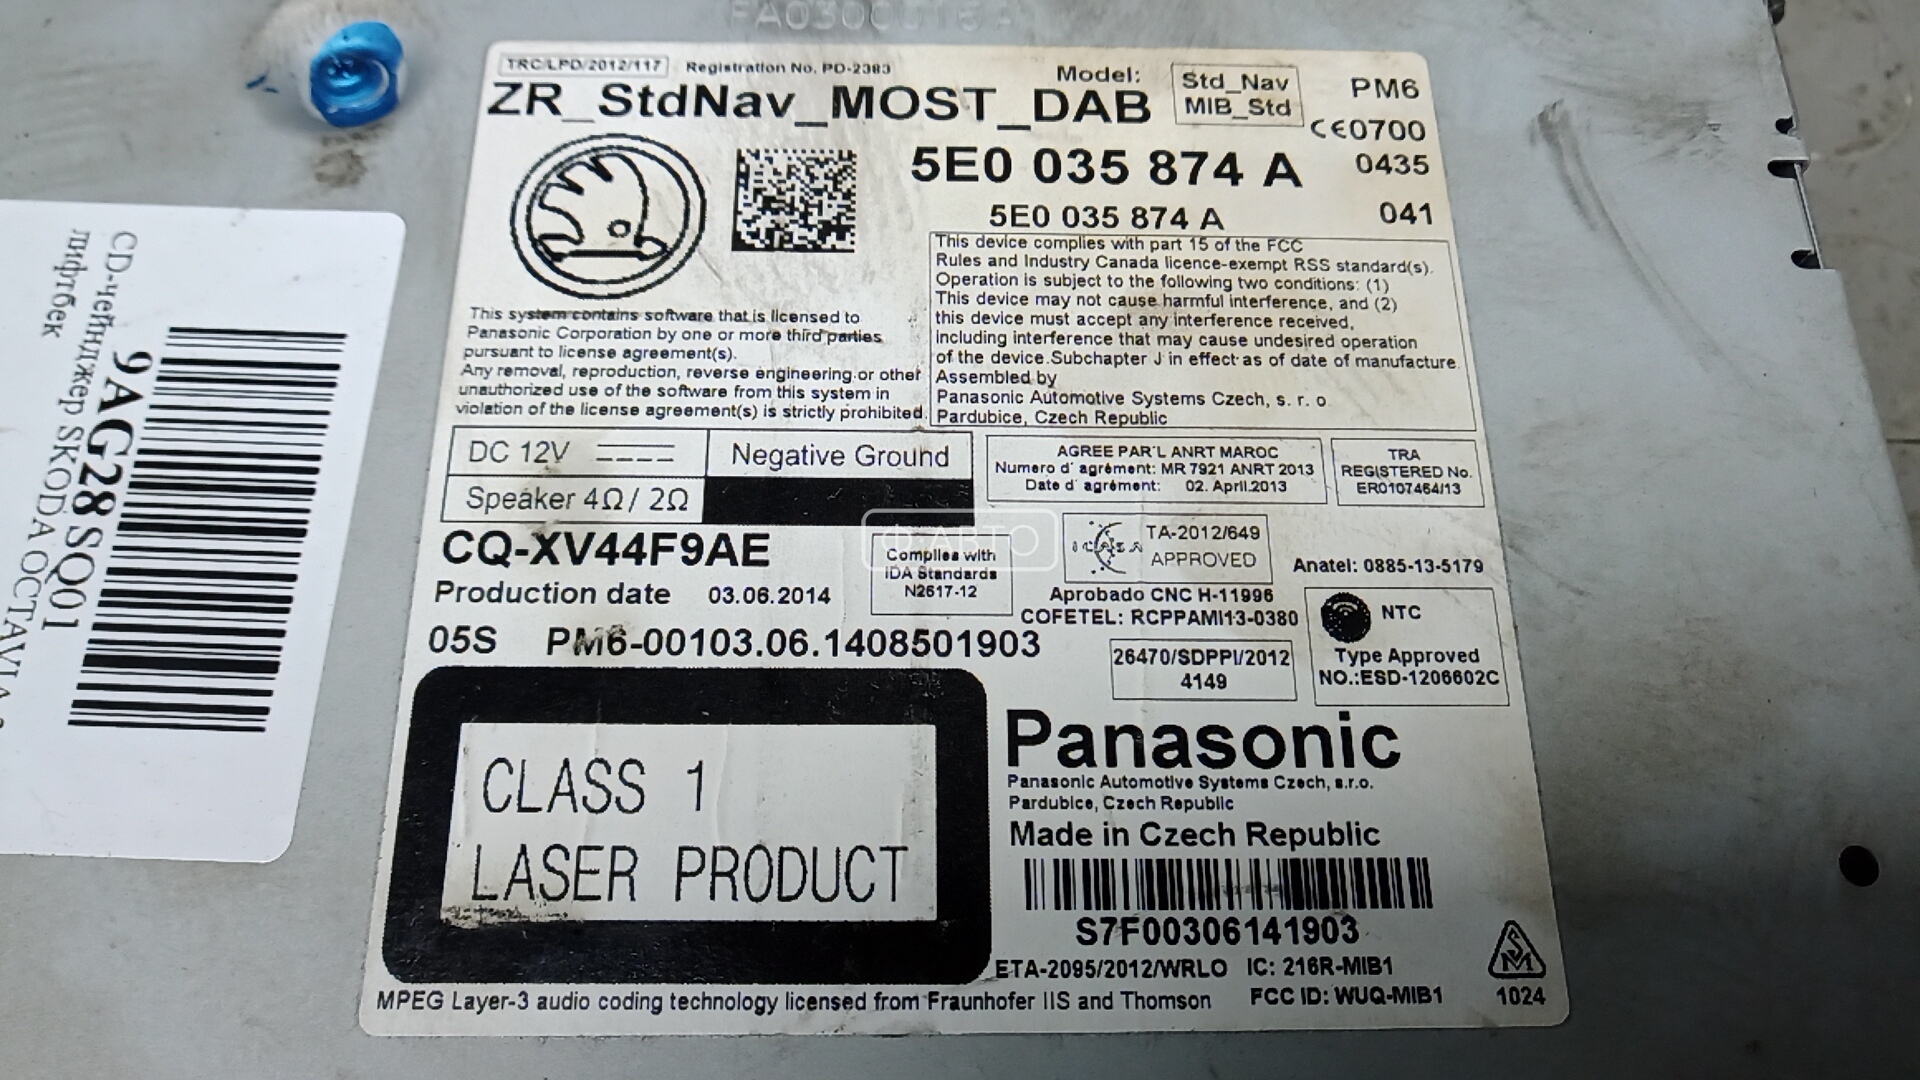 FA0300016A
TRC/LPD/2012/117
Registration No. PD-2383
ZR_StdNav_MOST_DAB
Model:
Std_Nav
MIB_Std
PM6
CE0700
5E0 035 874 A
0435
5E0 035 874 A
041
This device complies with part 15 of the FCC
Rules and Industry Canada licence-exempt RSS standard(s).
Operation is subject to the following two conditions: (1)
This device may not cause harmful interference, and (2)
this device must accept any interference received,
including interference that may cause undesired operation
of the device.Subchapter J in effect as of date of manufacture
Assembled by
Panasonic Automotive Systems Czech, s. r. o
Pardubice, Czech Republic
This system contains software that is licensed to
Panasonic Corporation by one or more third parties
pursuant to license agreement(s).
Any removal, reproduction, reverse engineering or other
unauthorized use of the software from this system in
violation of the license agreement(s) is strictly prohibited.
DC 12V
Negative Ground
Speaker 4Ω / 2Ω
AGREE PAR'L ANRT MAROC
Numero d' agrément: MR 7921 ANRT 2013
Date d' agrément: 02. April.2013
TRA
REGISTERED No.
ER0107464/13
CQ-XV44F9AE
Complies with
IDA Standards
N2617-12
Ф-АВТО
ICASA
TA-2012/649
APPROVED
Anatel: 0885-13-5179
Production date 03.06.2014
Aprobado CNC H-11996
COFETEL: RCPPAMI13-0380
NTC
Type Approved
NO.:ESD-1206602C
05S PM6-00103.06.1408501903
26470/SDPPI/2012
4149
CLASS 1
LASER PRODUCT
Panasonic
Panasonic Automotive Systems Czech, s.r.o.
Pardubice, Czech Republic
Made in Czech Republic
S7F00306141903
ETA-2095/2012/WRLO IC: 216R-MIB1
MPEG Layer-3 audio coding technology licensed from Fraunhofer IIS and Thomson
FCC ID: WUQ-MIB1
1024
9AG28SQ01
CD-чейнджер SKODA OCTAVIA
лифтбек